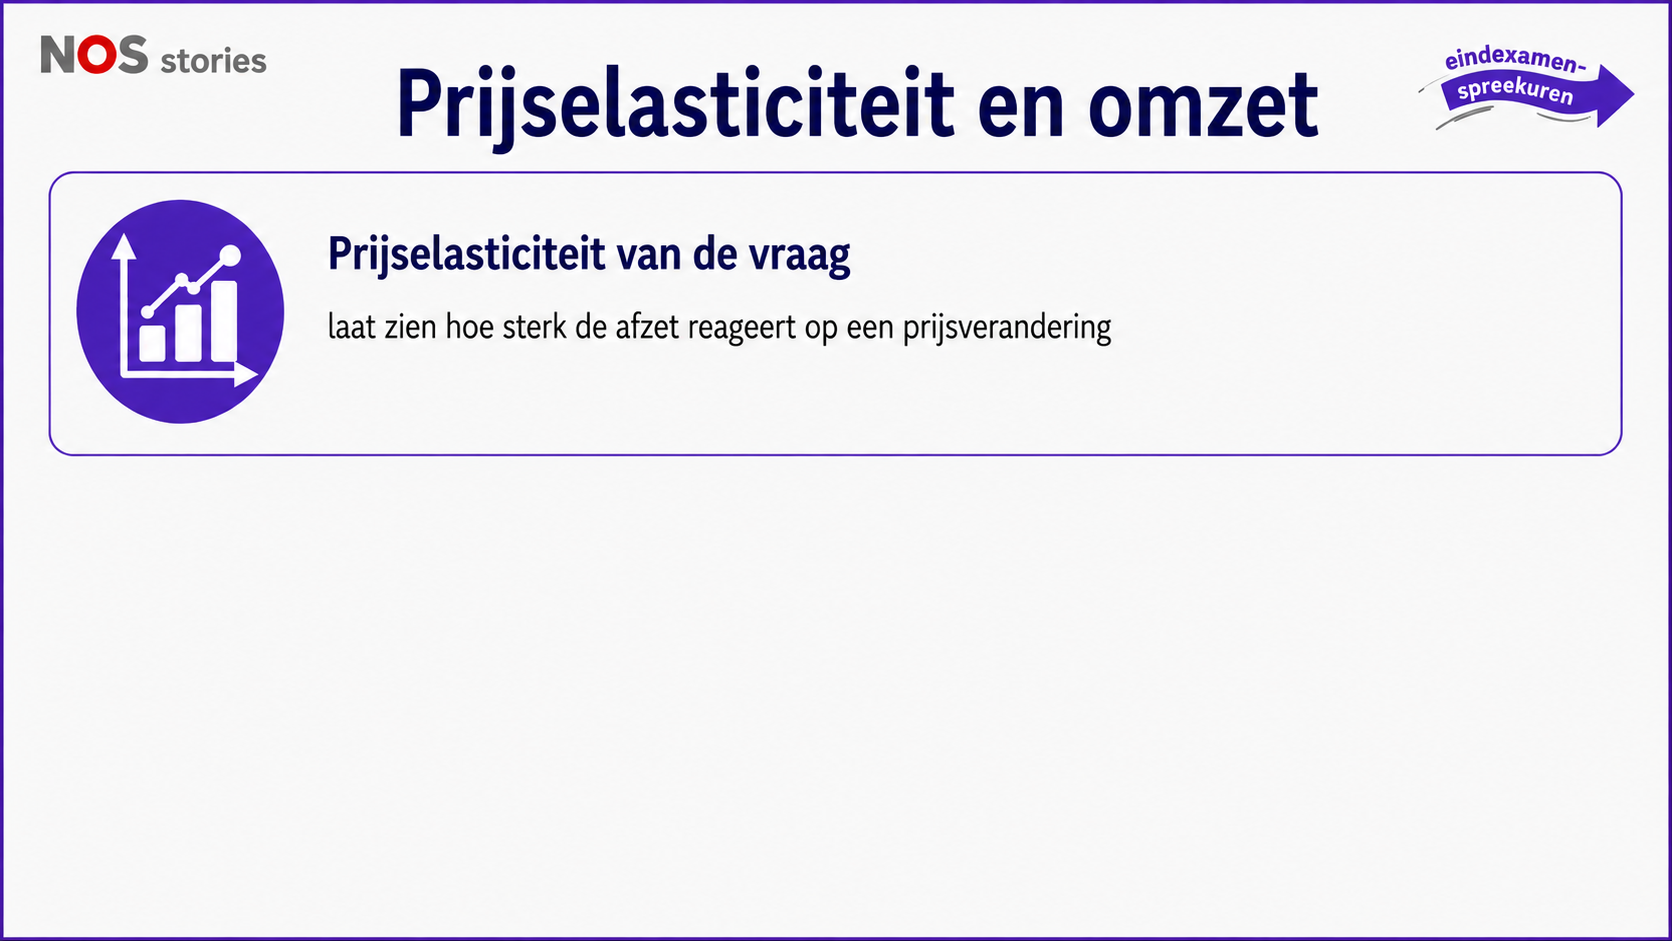 NOS stories
Prijselasticiteit en omzet
eindexamen-
spreekuren
Prijselasticiteit van de vraag
laat zien hoe sterk de afzet reageert op een prijsverandering